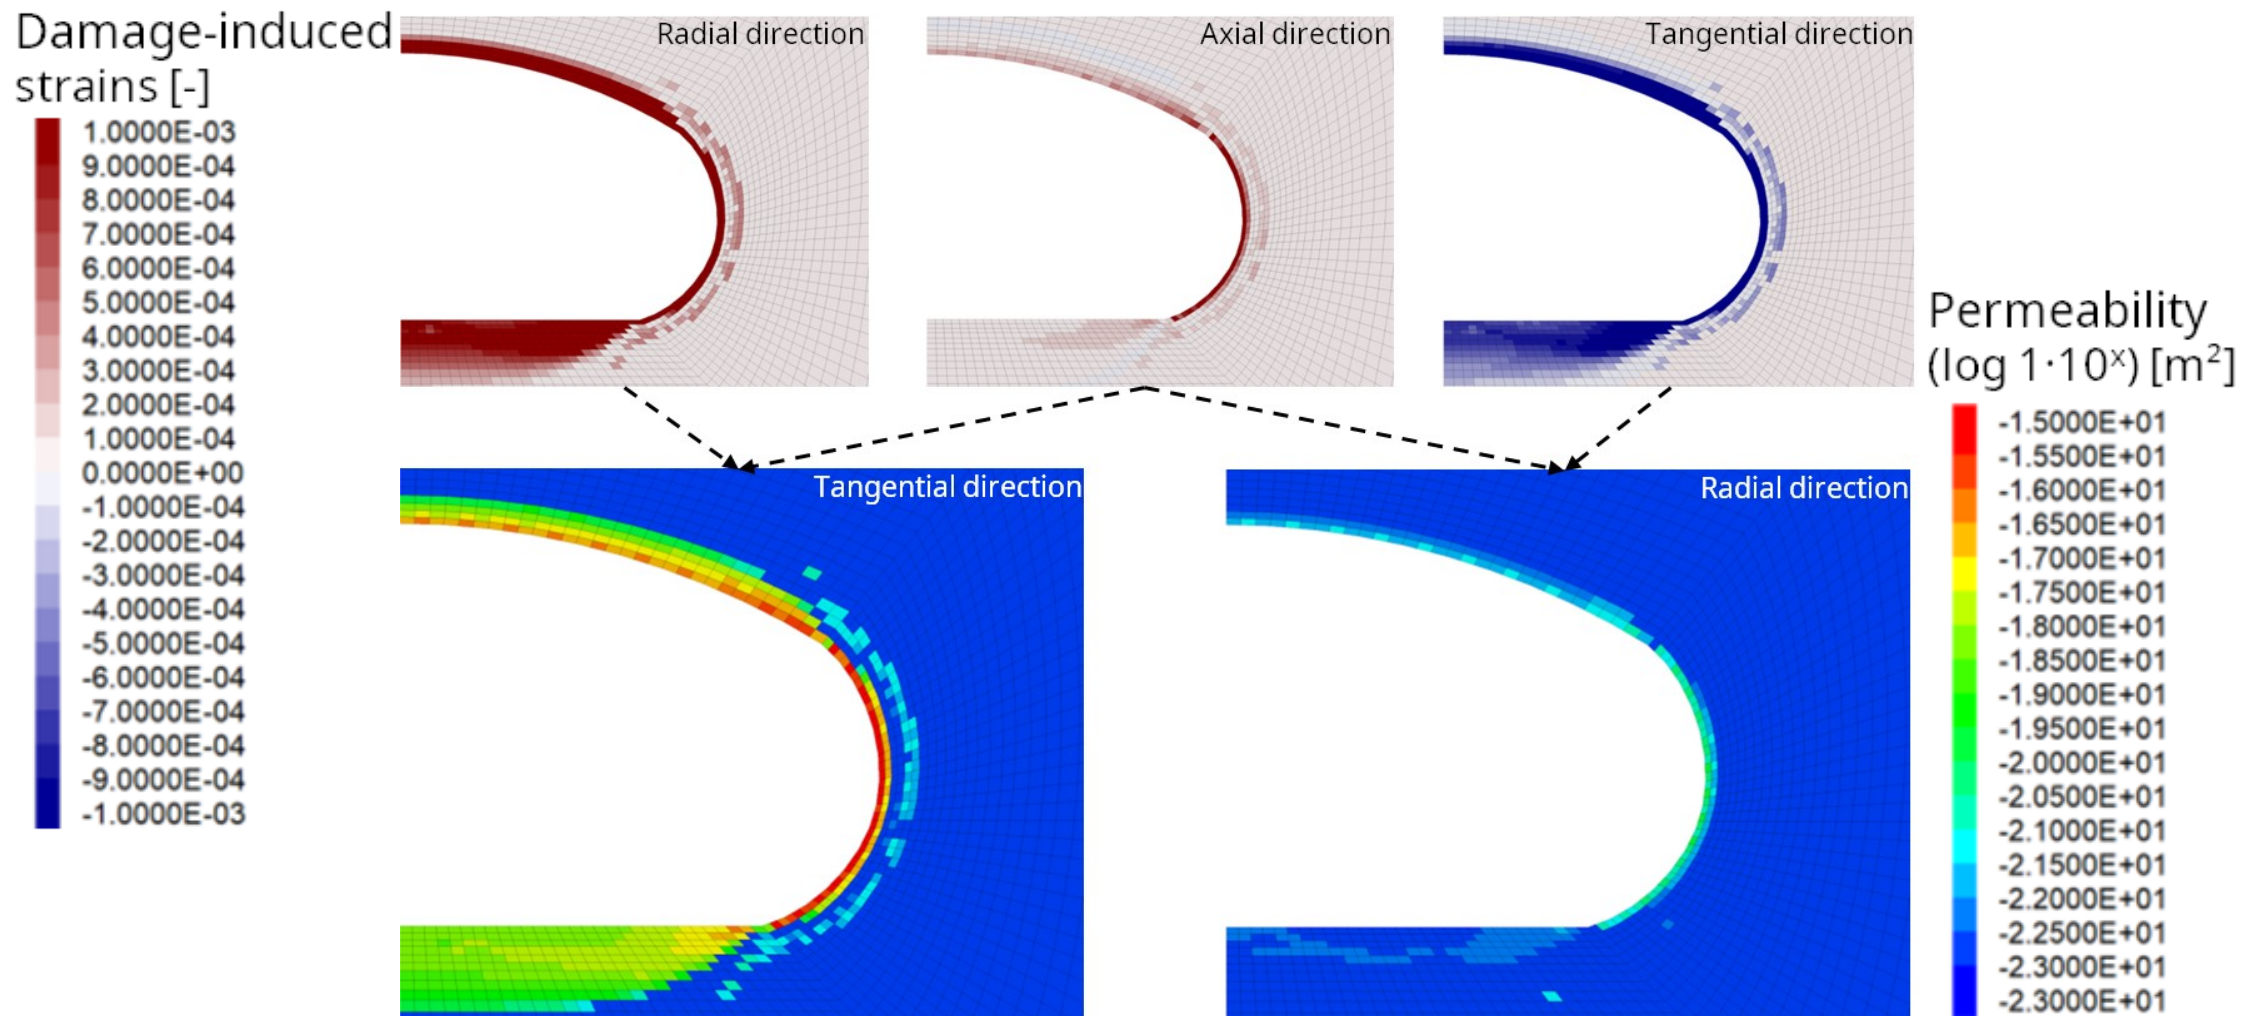 Damage-induced
strains [-]
1.0000E-03
9.0000E-04
8.0000E-04
7.0000E-04
6.0000E-04
5.0000E-04
4.0000E-04
3.0000E-04
2.0000E-04
1.0000E-04
0.0000E+00
-1.0000E-04
-2.0000E-04
-3.0000E-04
-4.0000E-04
-5.0000E-04
-6.0000E-04
-7.0000E-04
-8.0000E-04
-9.0000E-04
-1.0000E-03
Radial direction
Axial direction
Tangential direction
Tangential direction
Radial direction
Permeability
(log 1·10ˣ) [m²]
-1.5000E+01
-1.5500E+01
-1.6000E+01
-1.6500E+01
-1.7000E+01
-1.7500E+01
-1.8000E+01
-1.8500E+01
-1.9000E+01
-1.9500E+01
-2.0000E+01
-2.0500E+01
-2.1000E+01
-2.1500E+01
-2.2000E+01
-2.2500E+01
-2.3000E+01
-2.3000E+01